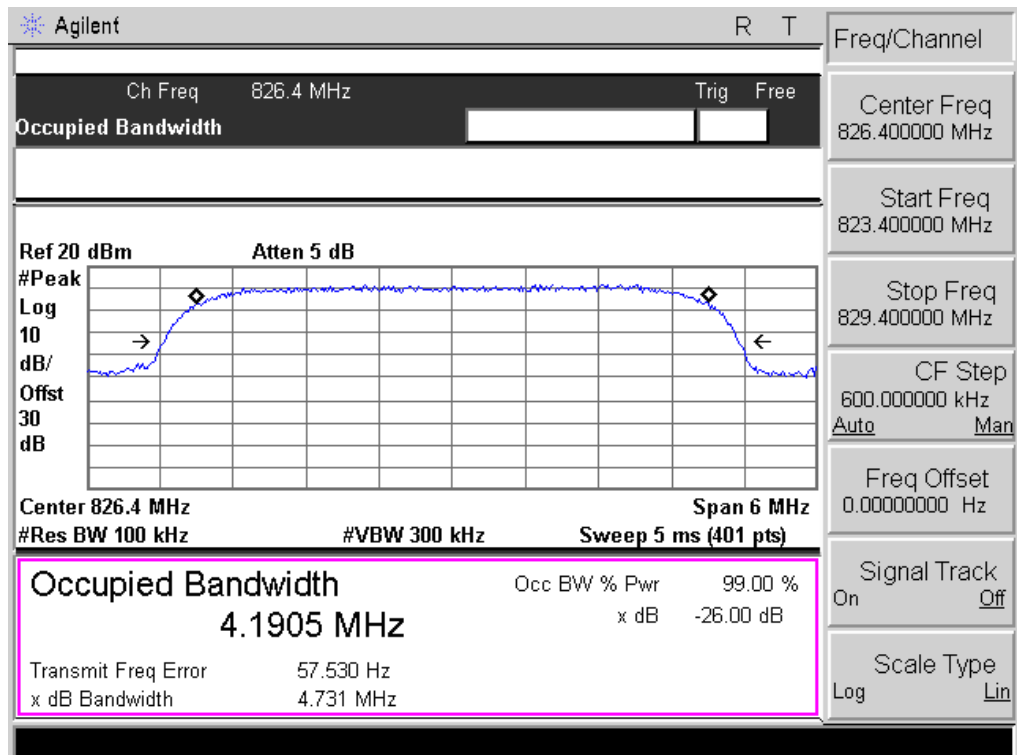 Agilent R T
Ch Freq 826.4 MHz Trig Free
Occupied Bandwidth
Ref 20 dBm Atten 5 dB
#Peak
Log
10
dB/
Offst
30
dB
Center 826.4 MHz Span 6 MHz
#Res BW 100 kHz #VBW 300 kHz Sweep 5 ms (401 pts)
Occupied Bandwidth Occ BW % Pwr 99.00 %
4.1905 MHz x dB -26.00 dB
Transmit Freq Error 57.530 Hz
x dB Bandwidth 4.731 MHz
Freq/Channel
Center Freq
826.400000 MHz
Start Freq
823.400000 MHz
Stop Freq
829.400000 MHz
CF Step
600.000000 kHz
Auto Man
Freq Offset
0.00000000 Hz
Signal Track
On Off
Scale Type
Log Lin